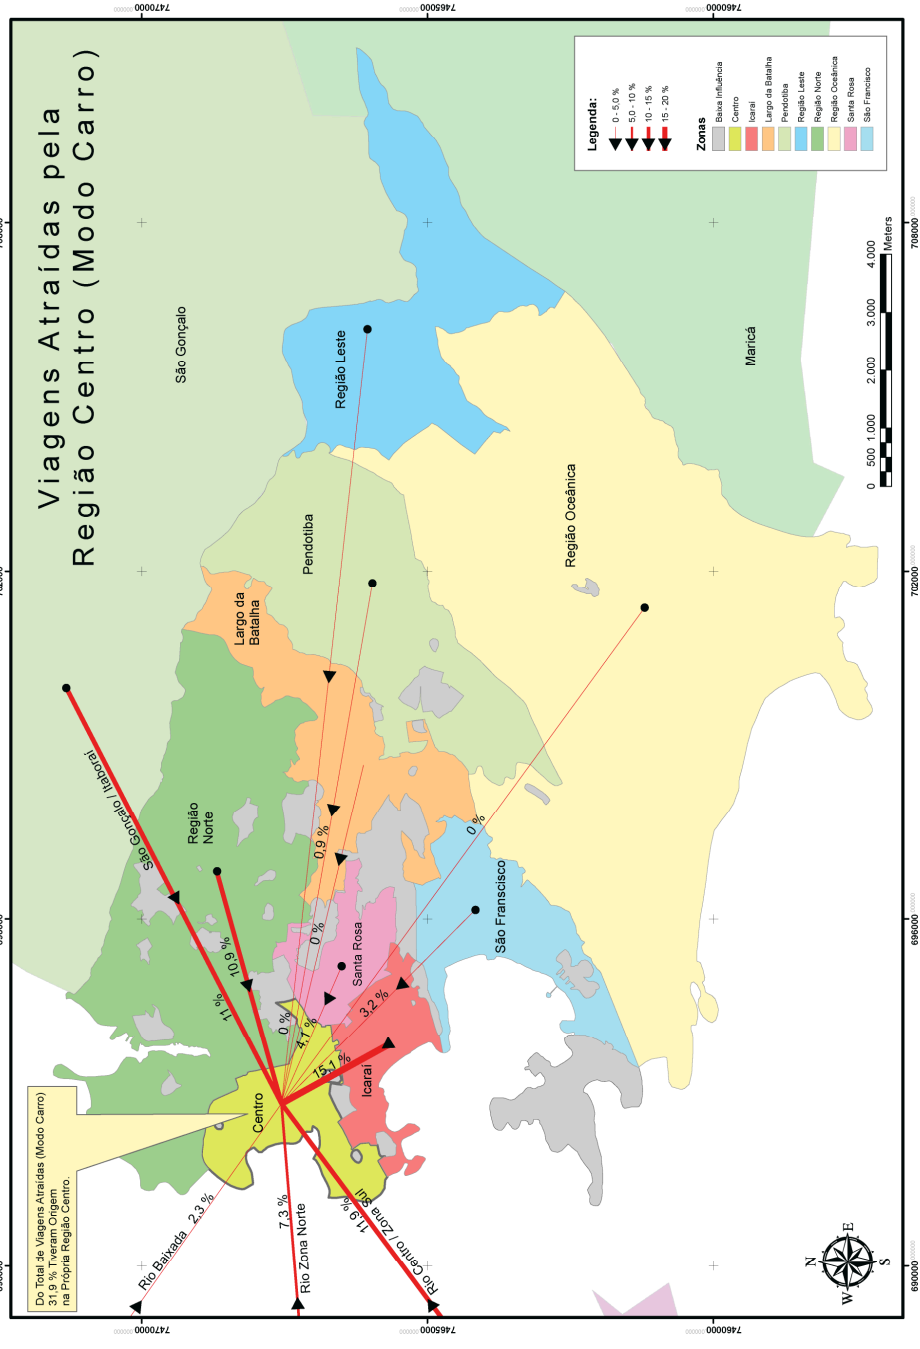 Viagens Atraídas pela
Região Centro (Modo Carro)
Do Total de Viagens Atraídas (Modo Carro)
31,9 % Tiveram Origem
na Própria Região Centro.
São Gonçalo
Maricá
Região Leste
Pendotiba
Região Oceânica
Largo da
Batalha
São Gonçalo / Itaboraí
11 %
Região
Norte
10,9 %
0,9 %
0 %
0 %
0 %
Santa Rosa
4,1 %
3,2 %
São Franscisco
15,1 %
Icaraí
Centro
Rio Baixada 2,3 %
7,3 %
Rio Zona Norte
11,9 %
Rio Centro / Zona Sul
Legenda:
0 - 5,0 %
5,0 - 10 %
10 - 15 %
15 - 20 %
Zonas
Baixa Influência
Centro
Icaraí
Largo da Batalha
Pendotiba
Região Leste
Região Norte
Região Oceânica
Santa Rosa
São Francisco
0 500 1.000 2.000 3.000 4.000
Meters
N
E
S
W
7470000
7465000
7460000
7470000
7465000
7460000
708000
702000
696000
690000